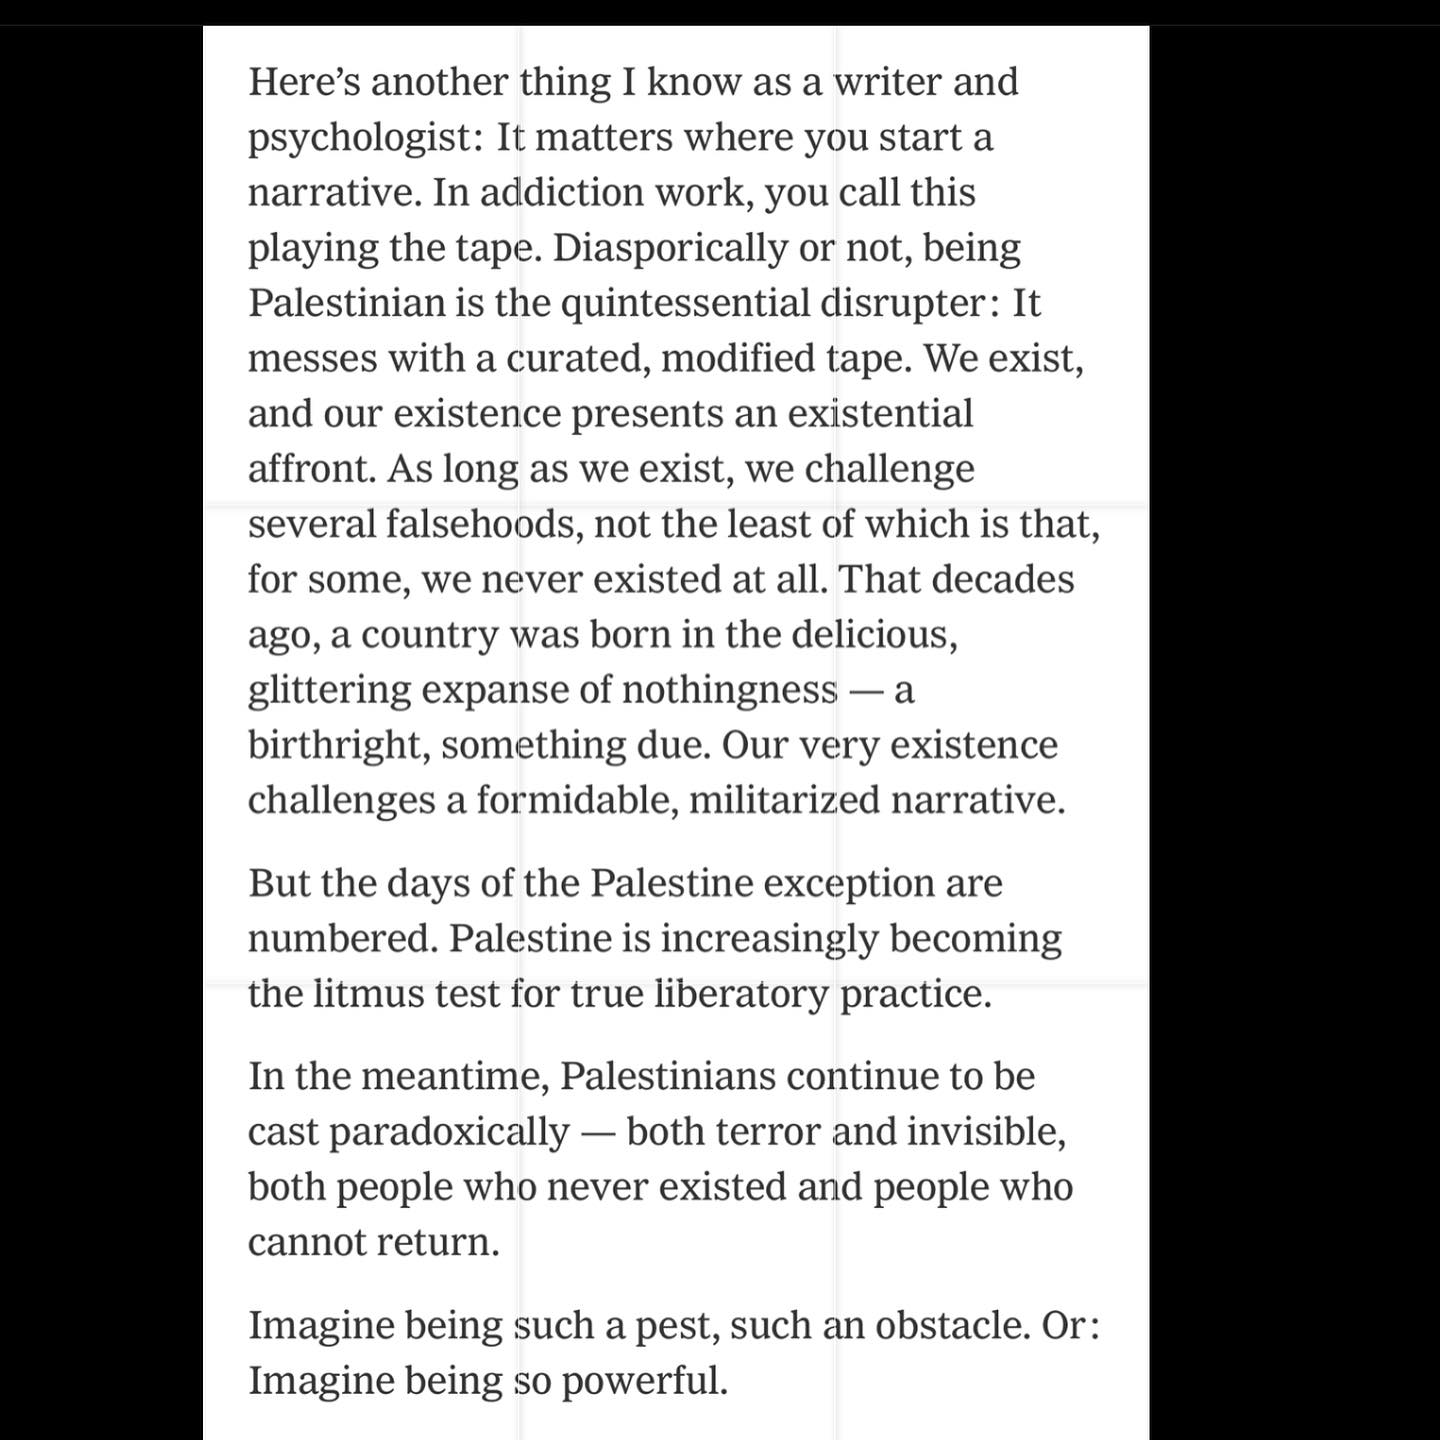 Here’s another thing I know as a writer and
psychologist: It matters where you start a
narrative. In addiction work, you call this
playing the tape. Diasporically or not, being
Palestinian is the quintessential disrupter: It
messes with a curated, modified tape. We exist,
and our existence presents an existential
affront. As long as we exist, we challenge
several falsehoods, not the least of which is that,
for some, we never existed at all. That decades
ago, a country was born in the delicious,
glittering expanse of nothingness — a
birthright, something due. Our very existence
challenges a formidable, militarized narrative.
But the days of the Palestine exception are
numbered. Palestine is increasingly becoming
the litmus test for true liberatory practice.
In the meantime, Palestinians continue to be
cast paradoxically — both terror and invisible,
both people who never existed and people who
cannot return.
Imagine being such a pest, such an obstacle. Or:
Imagine being so powerful.